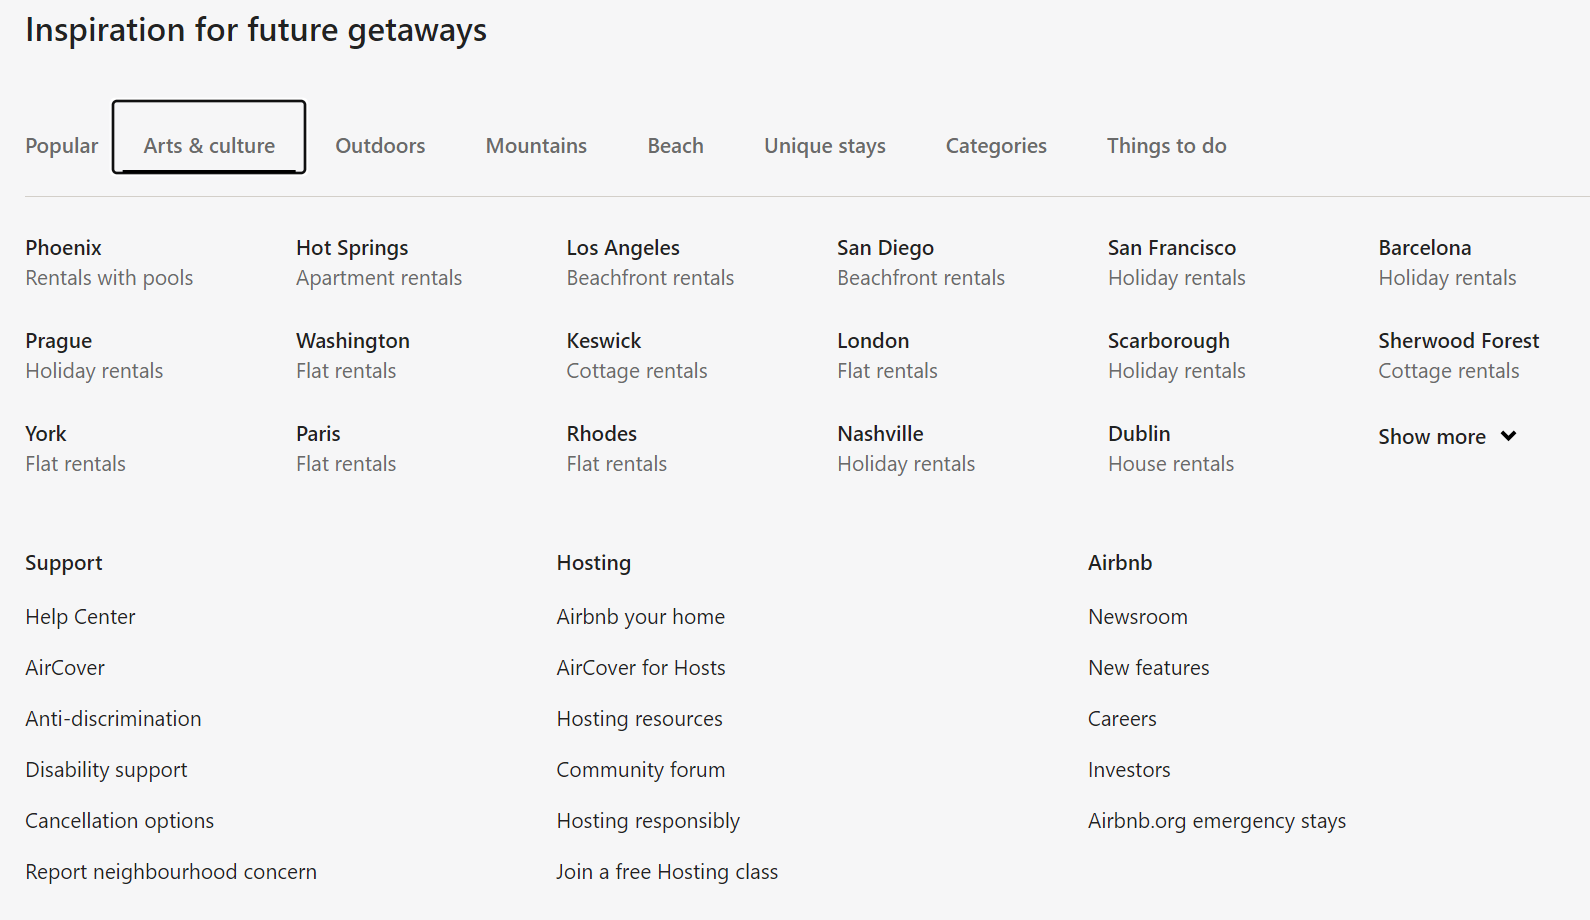 Inspiration for future getaways
Popular Arts & culture Outdoors Mountains Beach Unique stays Categories Things to do
Phoenix Hot Springs Los Angeles San Diego San Francisco Barcelona
Rentals with pools Apartment rentals Beachfront rentals Beachfront rentals Holiday rentals Holiday rentals
Prague Washington Keswick London Scarborough Sherwood Forest
Holiday rentals Flat rentals Cottage rentals Flat rentals Holiday rentals Cottage rentals
York Paris Rhodes Nashville Dublin Show more
Flat rentals Flat rentals Flat rentals Holiday rentals House rentals
Support Hosting Airbnb
Help Center Airbnb your home Newsroom
AirCover AirCover for Hosts New features
Anti-discrimination Hosting resources Careers
Disability support Community forum Investors
Cancellation options Hosting responsibly Airbnb.org emergency stays
Report neighbourhood concern Join a free Hosting class